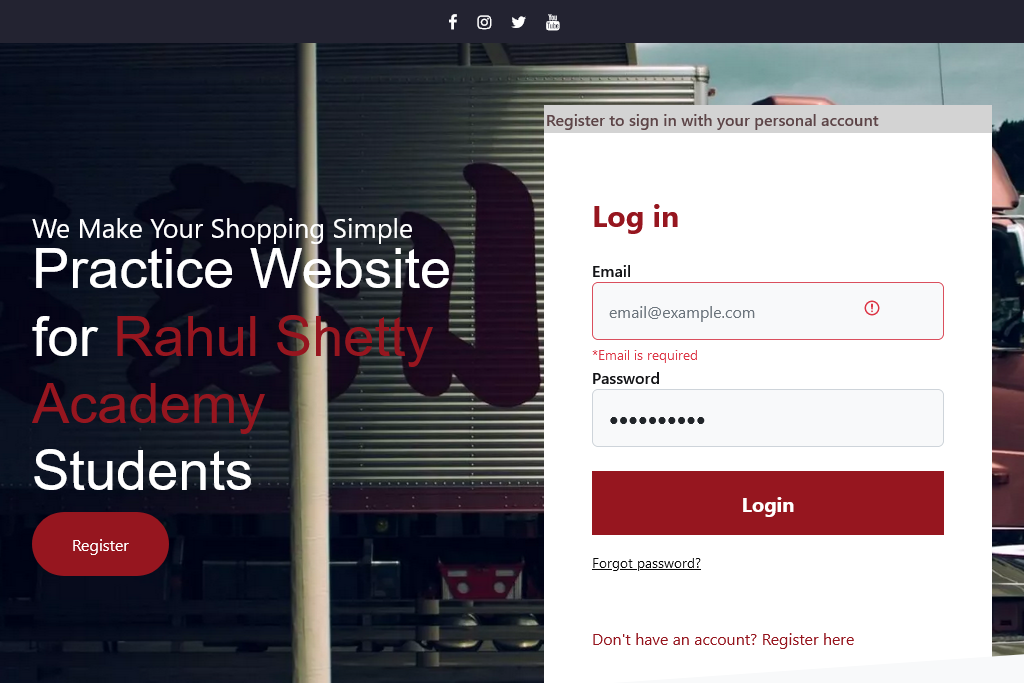 Register to sign in with your personal account
We Make Your Shopping Simple
Practice Website
for Rahul Shetty
Academy
Students
Register
Log in
Email
email@example.com
*Email is required
Password
Login
Forgot password?
Don't have an account? Register here